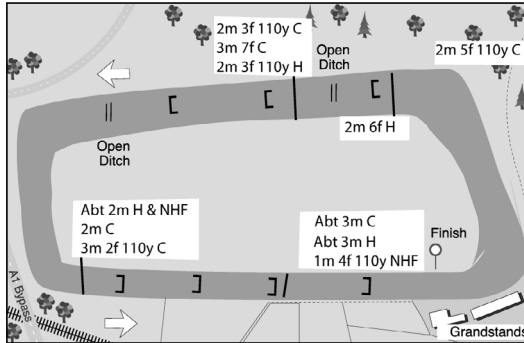 2m 3f 110y C
3m 7f C
2m 3f 110y H
Open
Ditch
2m 5f 110y C
2m 6f H
Open
Ditch
Abt 2m H & NHF
2m C
3m 2f 110y C
Abt 3m C
Abt 3m H
1m 4f 110y NHF
Finish
A1 Bypass
Grandstands